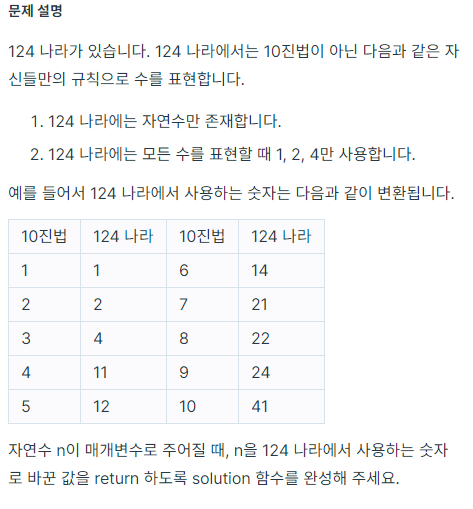 문제 설명
124 나라가 있습니다. 124 나라에서는 10진법이 아닌 다음과 같은 자
신들만의 규칙으로 수를 표현합니다.
1. 124 나라에는 자연수만 존재합니다.
2. 124 나라에는 모든 수를 표현할 때 1, 2, 4만 사용합니다.
예를 들어서 124 나라에서 사용하는 숫자는 다음과 같이 변환됩니다.
10진법 124 나라 10진법 124 나라
1 1 6 14
2 2 7 21
3 4 8 22
4 11 9 24
5 12 10 41
자연수 n이 매개변수로 주어질 때, n을 124 나라에서 사용하는 숫자
로 바꾼 값을 return 하도록 solution 함수를 완성해 주세요.